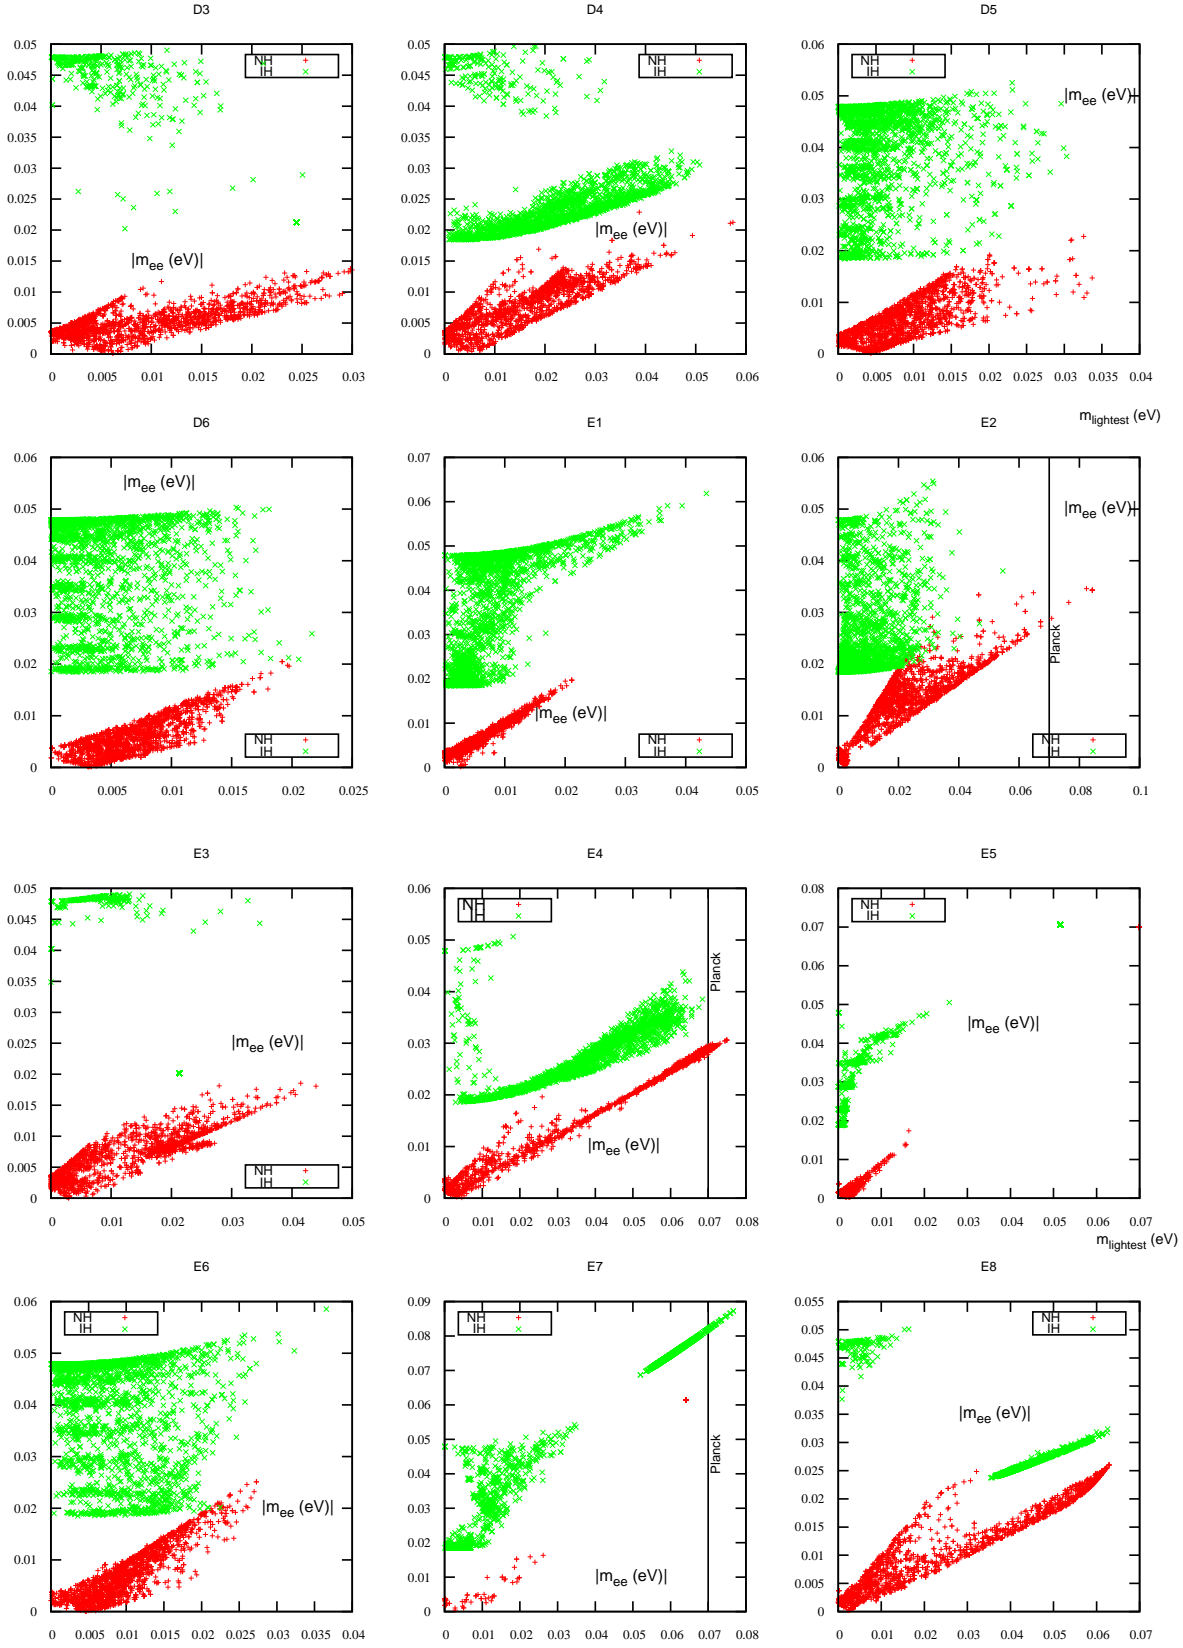 D3 D4 D5
0.05 0.05 0.06
NH NH NH
IH IH IH
0.045 0.045 0.05
|m_ee (eV)|
0.04 0.04
0.035 0.035 0.04
0.03 0.03
0.03
0.025 0.025
0.02 0.02 |m_ee (eV)| 0.02
|m_ee (eV)|
0.015 0.015
0.01 0.01 0.01
0.005 0.005
0 0 0
0 0.005 0.01 0.015 0.02 0.025 0.03 0 0.01 0.02 0.03 0.04 0.05 0.06 0 0.005 0.01 0.015 0.02 0.025 0.03 0.035 0.04
m_lightest (eV)
D6 E1 E2
0.06 0.07 0.06
|m_ee (eV)|
0.06
0.05 0.05 |m_ee (eV)|
0.05
0.04 0.04
0.04
0.03 0.03
0.03
0.02 0.02 0.02
Planck
|m_ee (eV)|
0.01 0.01 0.01
NH NH NH
IH IH IH
0 0 0
0 0.005 0.01 0.015 0.02 0.025 0 0.01 0.02 0.03 0.04 0.05 0 0.02 0.04 0.06 0.08 0.1
E3 E4 E5
0.05 0.06 0.08
NH NH
IH IH
0.045 0.07
0.04 0.05
0.06
0.035 0.04 Planck
0.05
0.03 |m_ee (eV)|
0.025 |m_ee (eV)| 0.03 0.04
0.02 0.03
0.02
0.015
0.02
0.01 0.01 |m_ee (eV)|
0.005 NH 0.01
IH
0 0 0
0 0.01 0.02 0.03 0.04 0.05 0 0.01 0.02 0.03 0.04 0.05 0.06 0.07 0.08 0 0.01 0.02 0.03 0.04 0.05 0.06 0.07
m_lightest (eV)
E6 E7 E8
0.06 0.09 0.055
NH NH NH
IH IH IH
0.08 0.05
0.05 0.045
0.07
0.04 0.06 0.04
0.035 |m_ee (eV)|
0.05
0.03 0.03
0.04 Planck 0.025
0.02 |m_ee (eV)| 0.03 0.02
0.015
0.02
0.01 |m_ee (eV)| 0.01
0.01 0.005
0 0 0
0 0.005 0.01 0.015 0.02 0.025 0.03 0.035 0.04 0 0.01 0.02 0.03 0.04 0.05 0.06 0.07 0.08 0 0.01 0.02 0.03 0.04 0.05 0.06 0.07